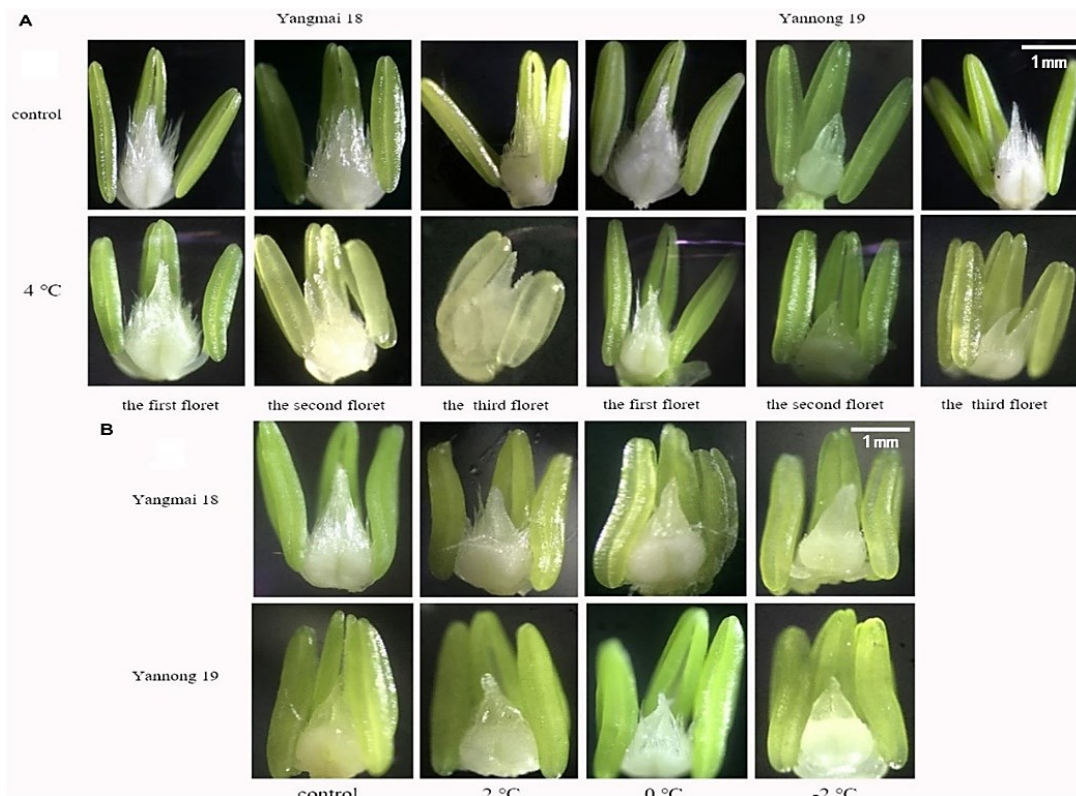 A
Yangmai 18 Yannong 19
control
1 mm
4 °C
the first floret the second floret the third floret the first floret the second floret the third floret
B
1 mm
Yangmai 18
Yannong 19
control 2 °C 0 °C -2 °C